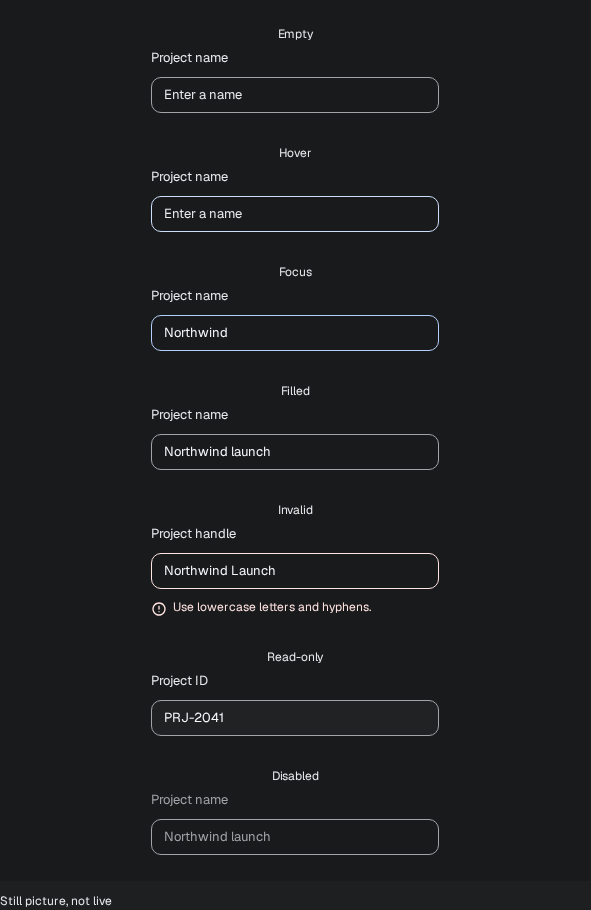 Empty
Project name
Enter a name
Hover
Project name
Enter a name
Focus
Project name
Northwind
Filled
Project name
Northwind launch
Invalid
Project handle
Northwind Launch
Use lowercase letters and hyphens.
Read-only
Project ID
PRJ-2041
Disabled
Project name
Northwind launch
Still picture, not live